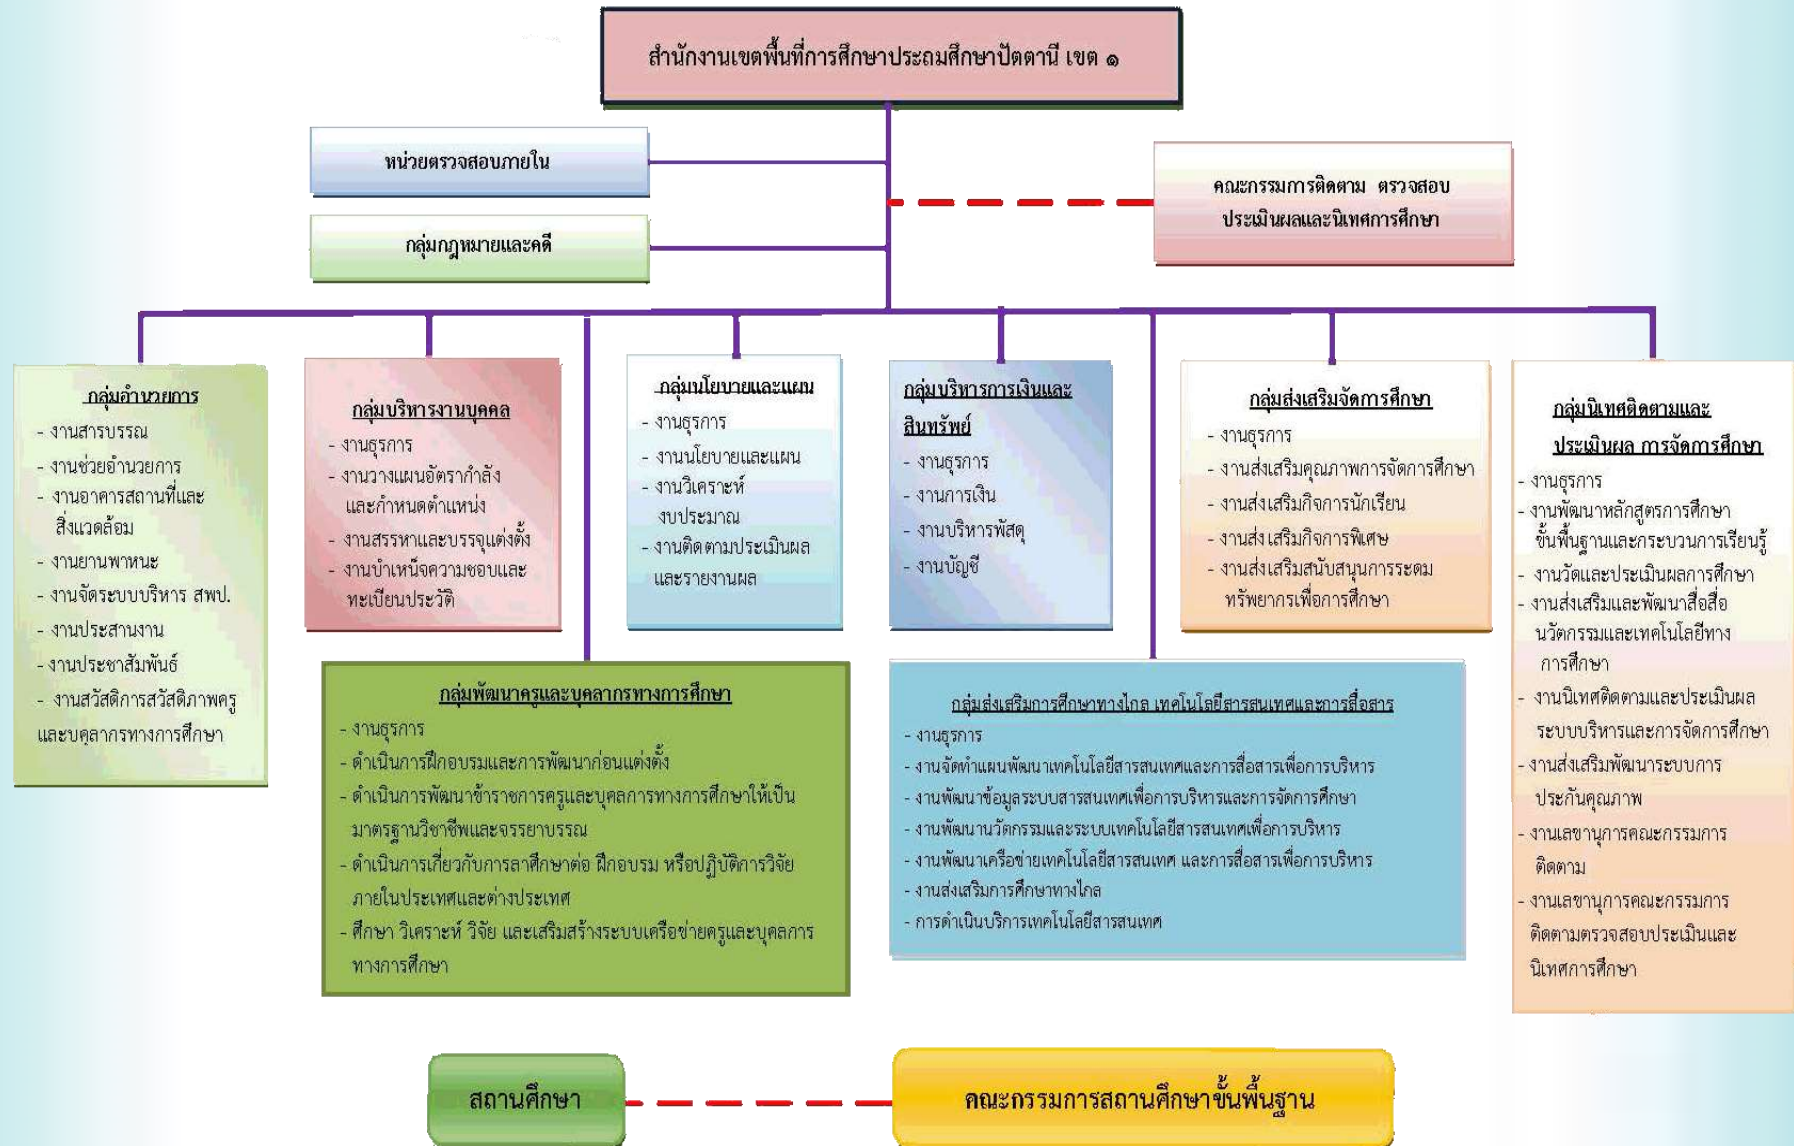 สำนักงานเขตพื้นที่การศึกษาประถมศึกษาปัตตานี เขต ๑
หน่วยตรวจสอบภายใน
คณะกรรมการติดตาม ตรวจสอบ
ประเมินผลและนิเทศการศึกษา
กลุ่มกฎหมายและคดี
กลุ่มอำนวยการ
- งานสารบรรณ
- งานช่วยอำนวยการ
- งานอาคารสถานที่และ
สิ่งแวดล้อม
- งานยานพาหนะ
- งานจัดระบบบริหาร สพป.
- งานประสานงาน
- งานประชาสัมพันธ์
- งานสวัสดิการสวัสดิภาพครู
และบุคลากรทางการศึกษา
กลุ่มบริหารงานบุคคล
- งานธุรการ
- งานวางแผนอัตรากำลัง
และกำหนดตำแหน่ง
- งานสรรหาและบรรจุแต่งตั้ง
- งานบำเหน็จความชอบและ
ทะเบียนประวัติ
กลุ่มนโยบายและแผน
- งานธุรการ
- งานนโยบายและแผน
- งานวิเคราะห์
งบประมาณ
- งานติดตามประเมินผล
และรายงานผล
กลุ่มบริหารการเงินและ
สินทรัพย์
- งานธุรการ
- งานการเงิน
- งานบริหารพัสดุ
- งานบัญชี
กลุ่มส่งเสริมจัดการศึกษา
- งานธุรการ
- งานส่งเสริมคุณภาพการจัดการศึกษา
- งานส่งเสริมกิจการนักเรียน
- งานส่งเสริมกิจการพิเศษ
- งานส่งเสริมสนับสนุนการระดม
ทรัพยากรเพื่อการศึกษา
กลุ่มนิเทศติดตามและ
ประเมินผล การจัดการศึกษา
- งานธุรการ
- งานพัฒนาหลักสูตรการศึกษา
ขั้นพื้นฐานและกระบวนการเรียนรู้
- งานวัดและประเมินผลการศึกษา
- งานส่งเสริมและพัฒนาสื่อสื่อ
นวัตกรรมและเทคโนโลยีทาง
การศึกษา
- งานนิเทศติดตามและประเมินผล
ระบบบริหารและการจัดการศึกษา
- งานส่งเสริมพัฒนาระบบการ
ประกันคุณภาพ
- งานเลขานุการคณะกรรมการ
ติดตาม
- งานเลขานุการคณะกรรมการ
ติดตามตรวจสอบประเมินและ
นิเทศการศึกษา
กลุ่มพัฒนาครูและบุคลากรทางการศึกษา
- งานธุรการ
- ดำเนินการฝึกอบรมและการพัฒนาก่อนแต่งตั้ง
- ดำเนินการพัฒนาข้าราชการครูและบุคลการทางการศึกษาให้เป็น
มาตรฐานวิชาชีพและจรรยาบรรณ
- ดำเนินการเกี่ยวกับการลาศึกษาต่อ ฝึกอบรม หรือปฏิบัติการวิจัย
ภายในประเทศและต่างประเทศ
- ศึกษา วิเคราะห์ วิจัย และเสริมสร้างระบบเครือข่ายครูและบุคลการ
ทางการศึกษา
กลุ่มส่งเสริมการศึกษาทางไกล เทคโนโลยีสารสนเทศและการสื่อสาร
- งานธุรการ
- งานจัดทำแผนพัฒนาเทคโนโลยีสารสนเทศและการสื่อสารเพื่อการบริหาร
- งานพัฒนาข้อมูลระบบสารสนเทศเพื่อการบริหารและการจัดการศึกษา
- งานพัฒนานวัตกรรมและระบบเทคโนโลยีสารสนเทศเพื่อการบริหาร
- งานพัฒนาเครือข่ายเทคโนโลยีสารสนเทศ และการสื่อสารเพื่อการบริหาร
- งานส่งเสริมการศึกษาทางไกล
- การดำเนินบริการเทคโนโลยีสารสนเทศ
สถานศึกษา
คณะกรรมการสถานศึกษาขั้นพื้นฐาน